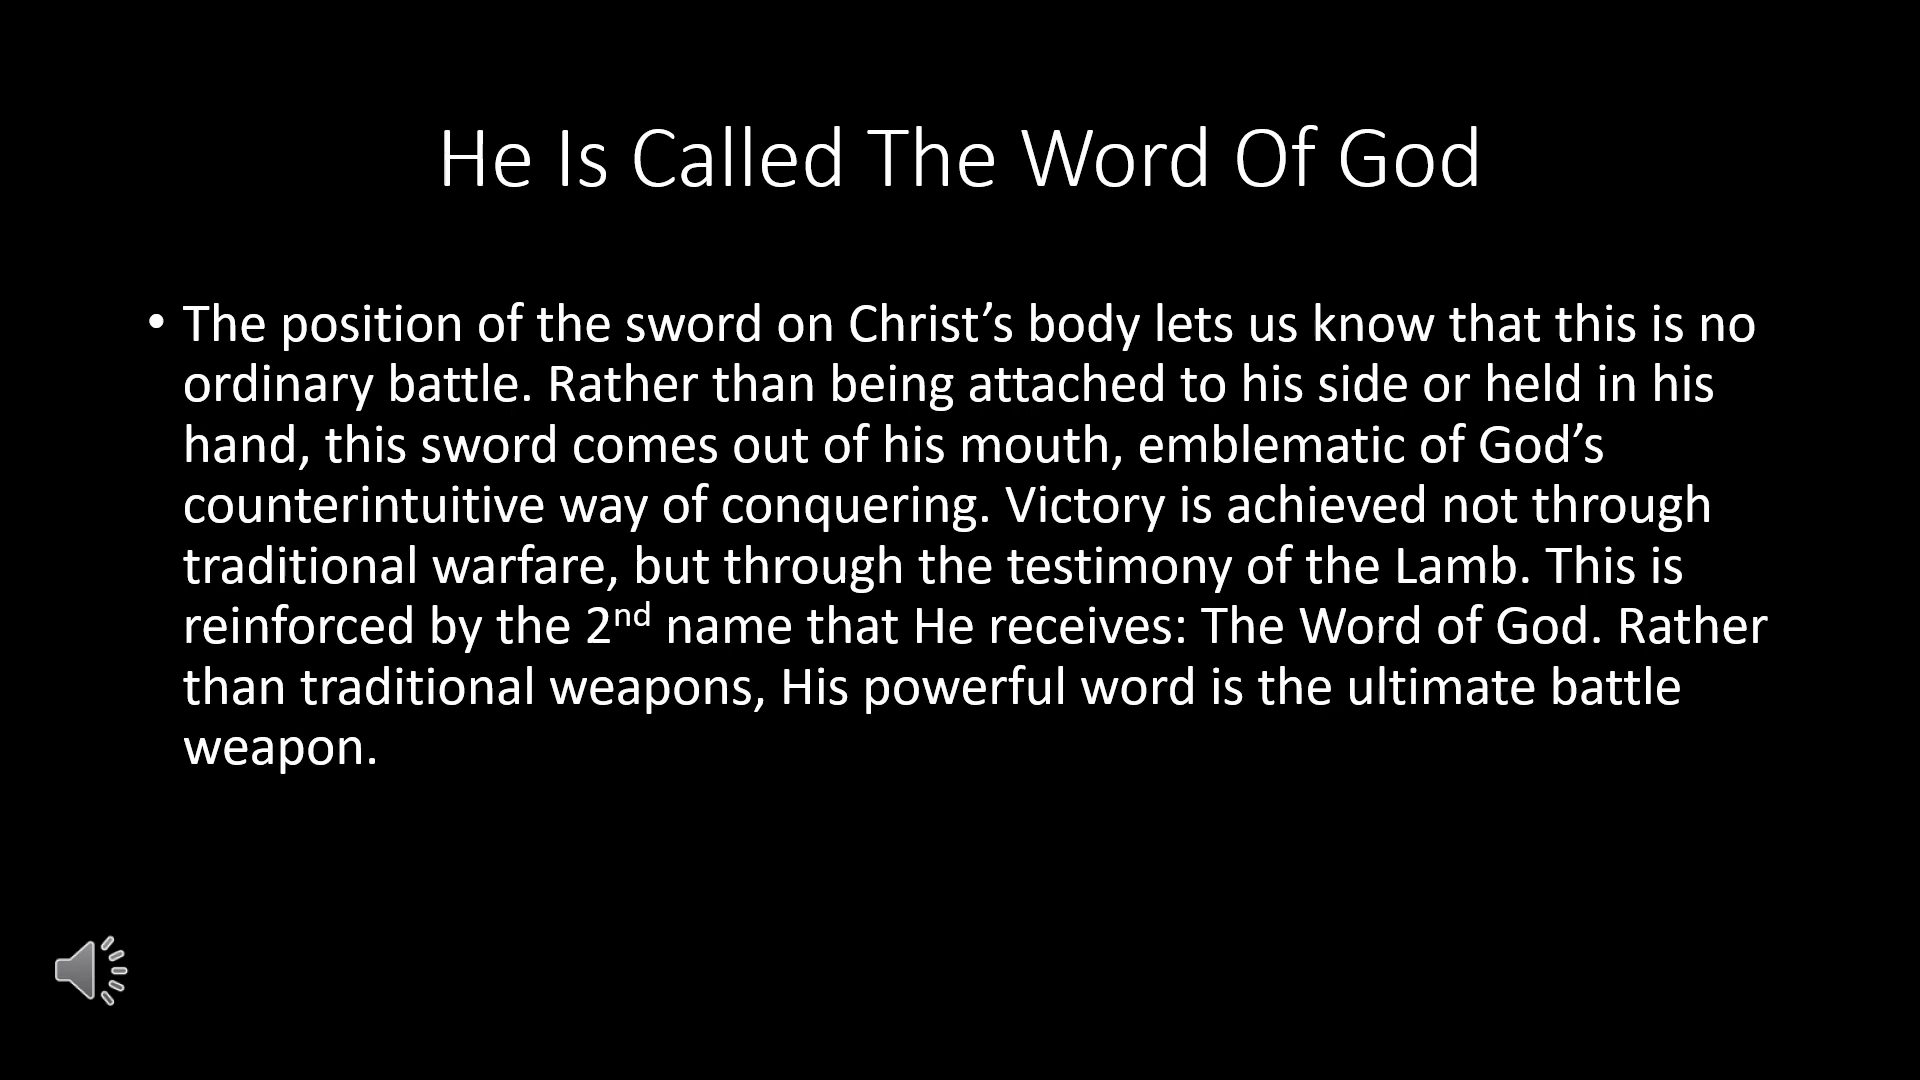 He Is Called The Word Of God
• The position of the sword on Christ’s body lets us know that this is no
ordinary battle. Rather than being attached to his side or held in his
hand, this sword comes out of his mouth, emblematic of God’s
counterintuitive way of conquering. Victory is achieved not through
traditional warfare, but through the testimony of the Lamb. This is
reinforced by the 2nd name that He receives: The Word of God. Rather
than traditional weapons, His powerful word is the ultimate battle
weapon.